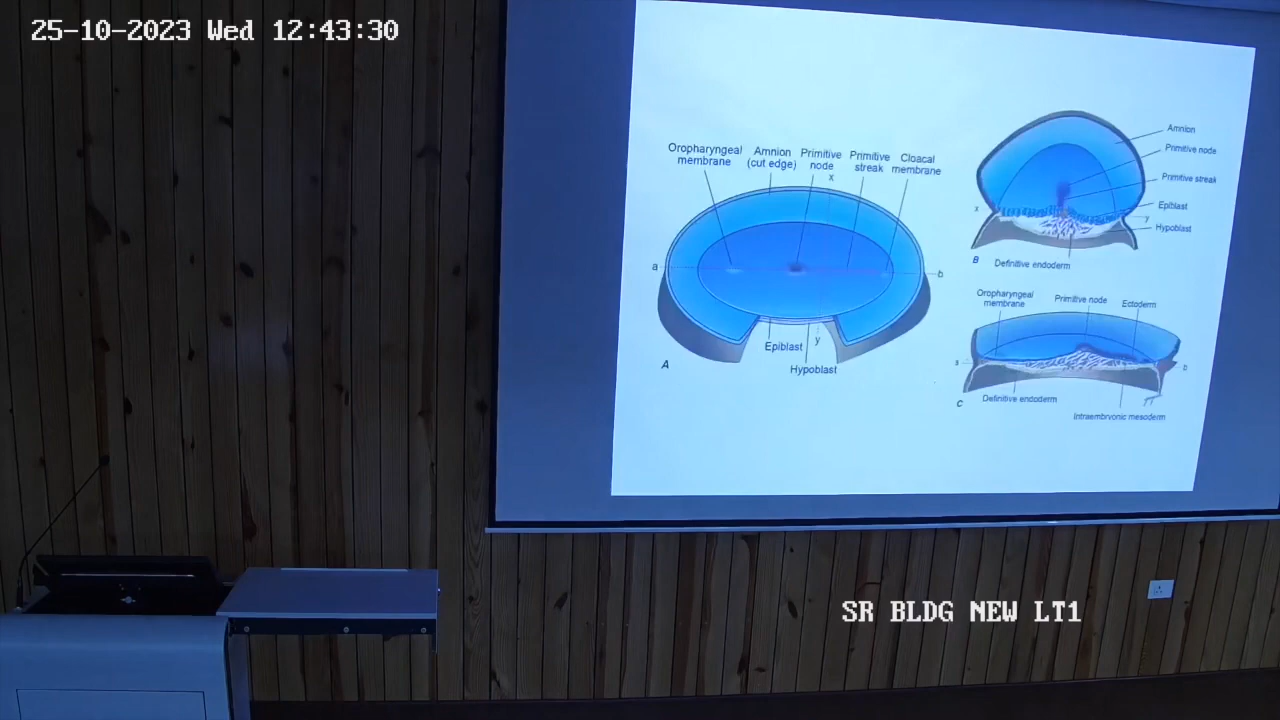 25-10-2023 Wed 12:43:30
Oropharyngeal
membrane
Amnion
(cut edge)
Primitive
node
Primitive
streak
Cloacal
membrane
x
a
b
y
Epiblast
Hypoblast
A
Amnion
Primitive node
Primitive streak
Epiblast
Hypoblast
x
y
B
Definitive endoderm
Oropharyngeal
membrane
Primitive node
Ectoderm
a
b
C
Definitive endoderm
Intraembryonic mesoderm
SR BLDG NEW LT1